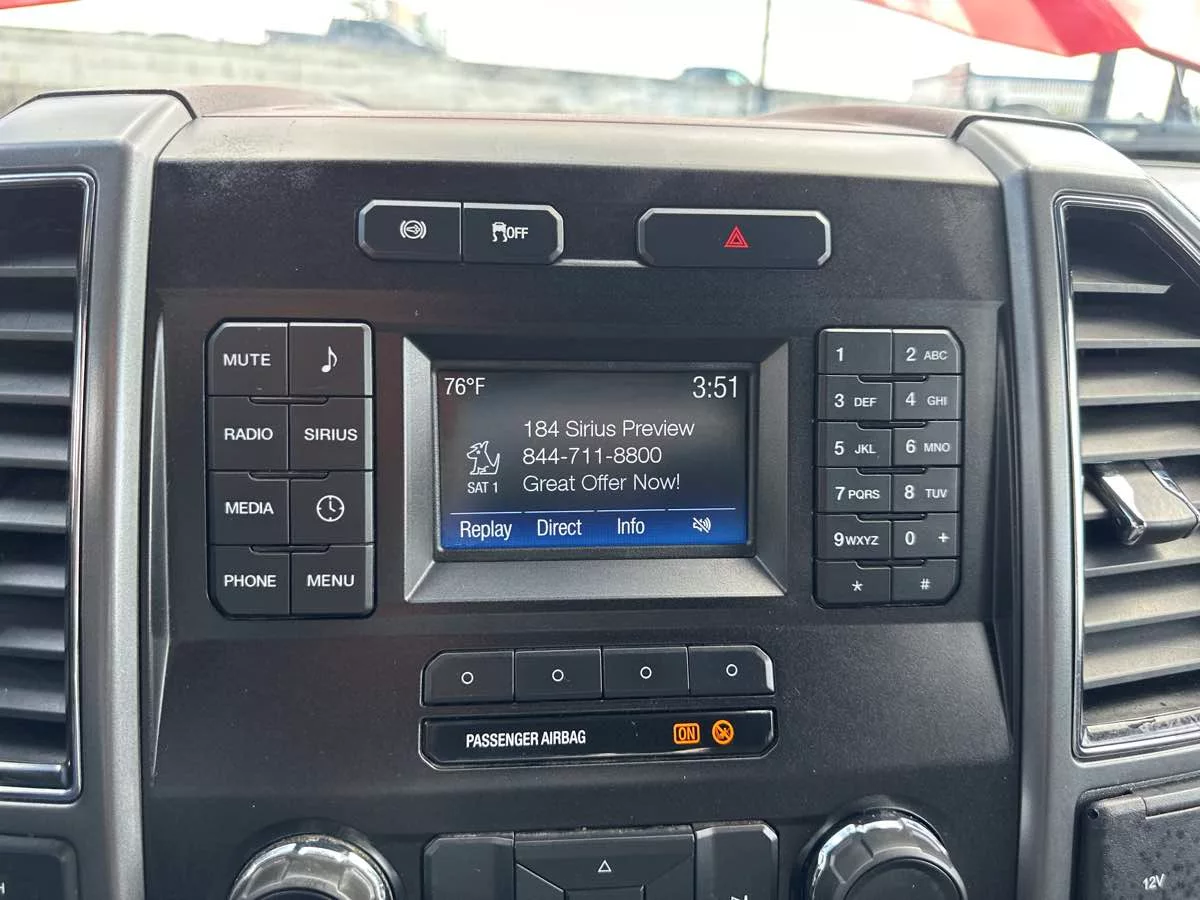 OFF
MUTE
RADIO SIRIUS
MEDIA
PHONE MENU
76°F 3:51
184 Sirius Preview
844-711-8800
SAT 1 Great Offer Now!
Replay Direct Info
1 2 ABC
3 DEF 4 GHI
5 JKL 6 MNO
7 PQRS 8 TUV
9 WXYZ 0 +
* #
PASSENGER AIRBAG ON
12V